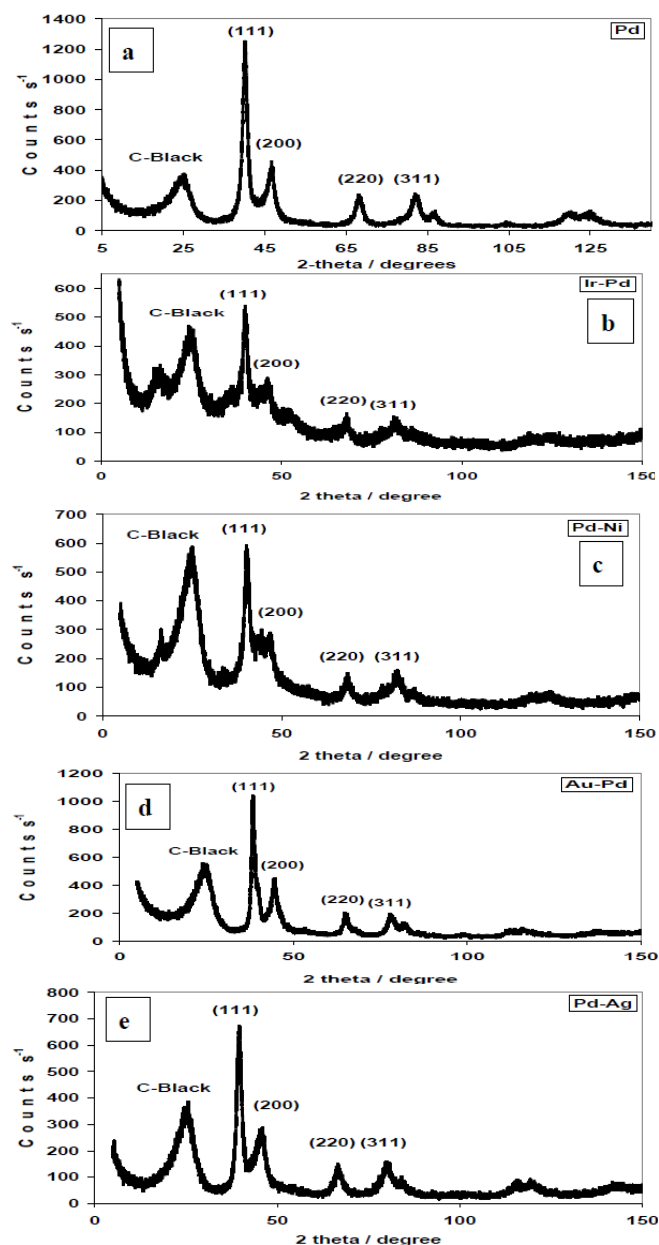 a
Pd
(111)
(200)
C-Black
(220)
(311)
1400
1200
1000
800
600
400
200
0
Counts s-1
5 25 45 65 85 105 125
2-theta / degrees
b
Ir-Pd
(111)
C-Black
(200)
(220) (311)
600
500
400
300
200
100
0
Counts s-1
0 50 100 150
2 theta / degree
c
Pd-Ni
(111)
C-Black
(200)
(220) (311)
700
600
500
400
300
200
100
0
Counts s-1
0 50 100 150
2 theta / degree
d
Au-Pd
(111)
C-Black
(200)
(220) (311)
1200
1000
800
600
400
200
0
Counts s-1
0 50 100 150
2 theta / degree
e
Pd-Ag
(111)
C-Black
(200)
(220) (311)
800
700
600
500
400
300
200
100
0
Counts s-1
0 50 100 150
2 theta / degree